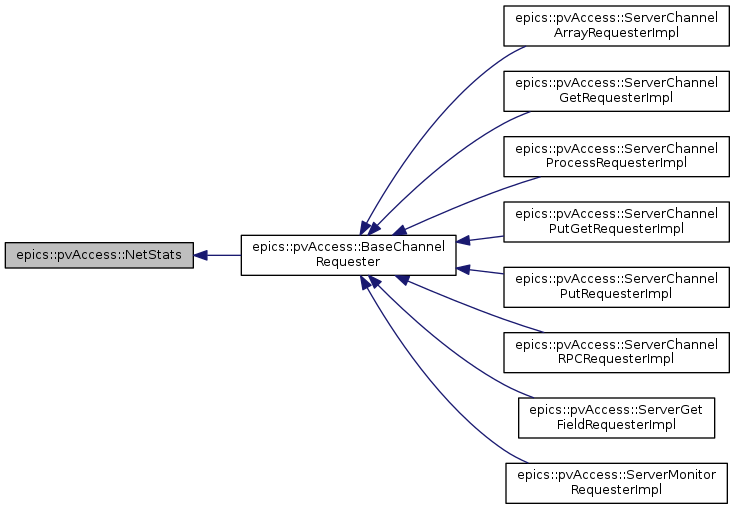 epics::pvAccess::ServerChannel
ArrayRequesterImpl
epics::pvAccess::ServerChannel
GetRequesterImpl
epics::pvAccess::ServerChannel
ProcessRequesterImpl
epics::pvAccess::ServerChannel
PutGetRequesterImpl
epics::pvAccess::NetStats
epics::pvAccess::BaseChannel
Requester
epics::pvAccess::ServerChannel
PutRequesterImpl
epics::pvAccess::ServerChannel
RPCRequesterImpl
epics::pvAccess::ServerGet
FieldRequesterImpl
epics::pvAccess::ServerMonitor
RequesterImpl